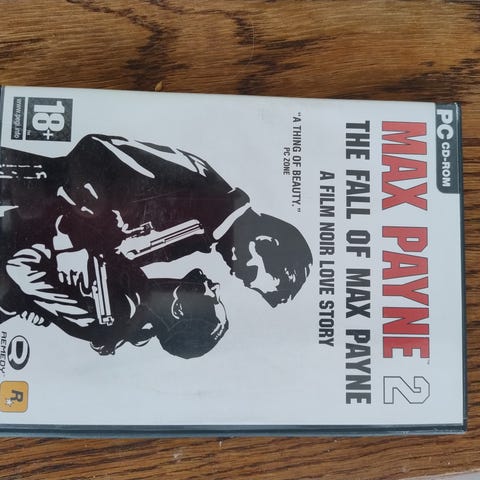 PC CD-ROM
MAX PAYNE 2
THE FALL OF MAX PAYNE
A FILM NOIR LOVE STORY
"A THING OF BEAUTY."
PC ZONE
18+
www.pegi.info
REMEDY
R